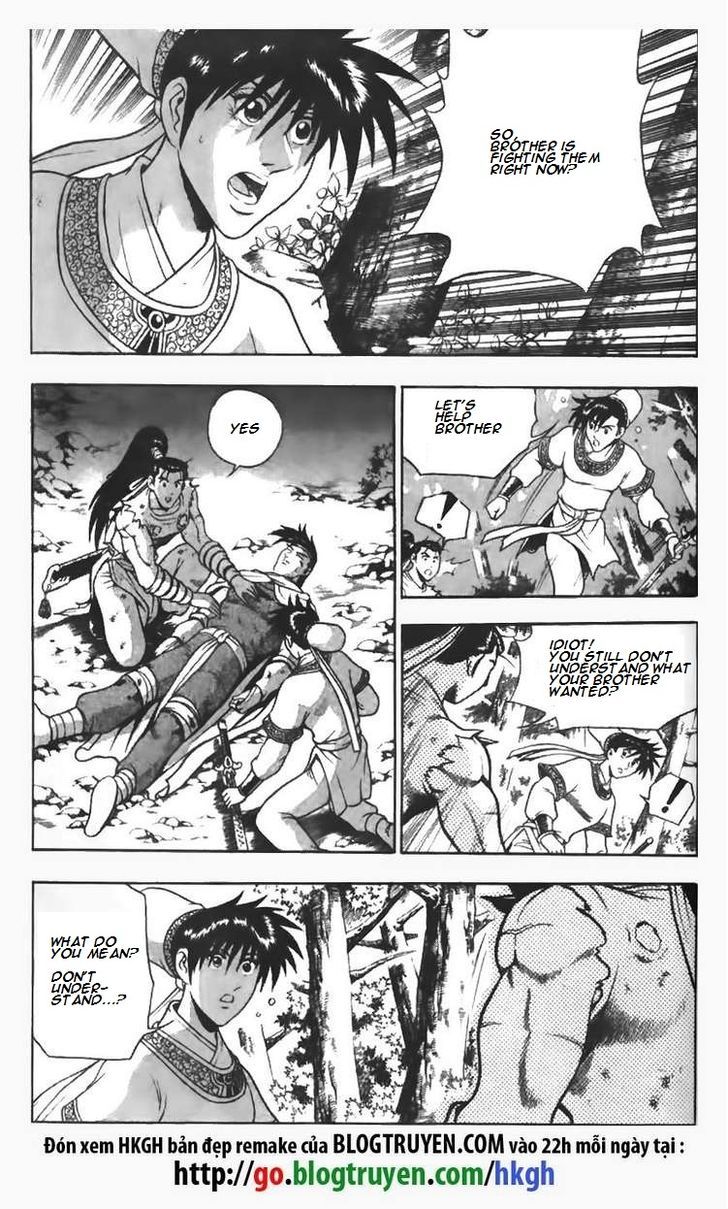 SO,
BROTHER IS
FIGHTING THEM
RIGHT NOW?
YES
LET'S
HELP
BROTHER
!
IDIOT!
YOU STILL DON'T
UNDERSTAND WHAT
YOUR BROTHER
WANTED?
!
WHAT DO
YOU MEAN?
DON'T
UNDER-
STAND...?
Đón xem HKGH bản đẹp remake của BLOGTRUYEN.COM vào 22h mỗi ngày tại :
http://go.blogtruyen.com/hkgh